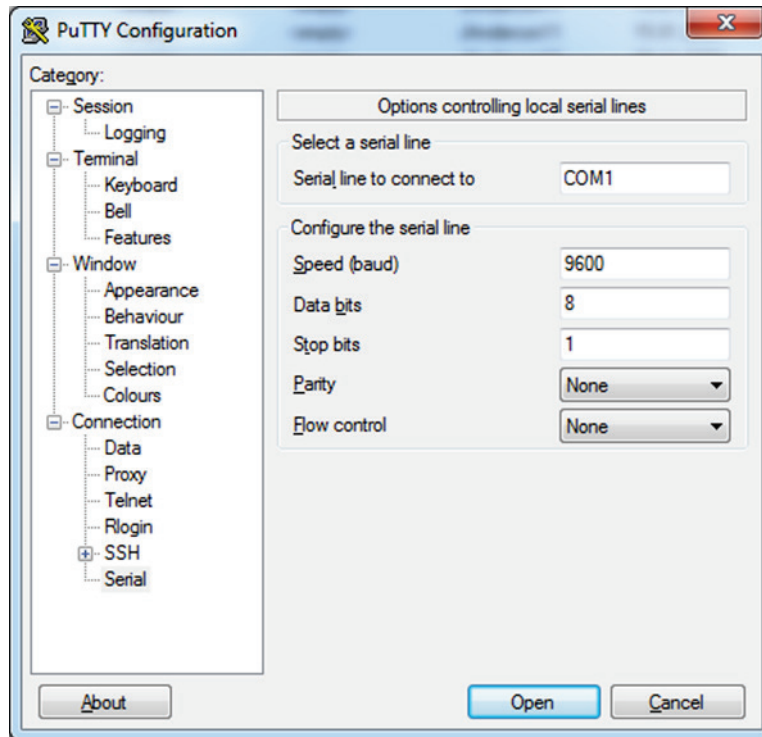 PuTTY Configuration
Category:
Session
Logging
Terminal
Keyboard
Bell
Features
Window
Appearance
Behaviour
Translation
Selection
Colours
Connection
Data
Proxy
Telnet
Rlogin
SSH
Serial
Options controlling local serial lines
Select a serial line
Serial line to connect to COM1
Configure the serial line
Speed (baud) 9600
Data bits 8
Stop bits 1
Parity None
Flow control None
About Open Cancel